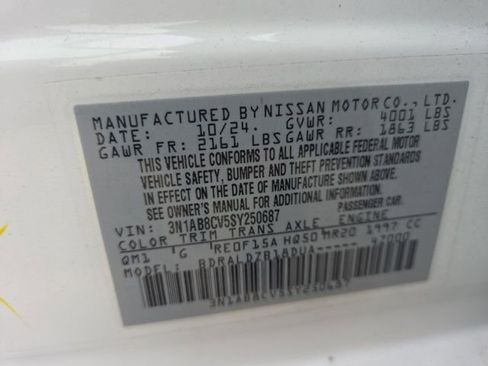 MANUFACTURED BY NISSAN MOTOR CO., LTD.
DATE: 10/24. GVWR: 4001 LBS
GAWR FR: 2161 LBS GAWR RR: 1863 LBS
THIS VEHICLE CONFORMS TO ALL APPLICABLE FEDERAL MOTOR
VEHICLE SAFETY, BUMPER AND THEFT PREVENTION STANDARDS
IN EFFECT ON THE DATE OF MANUFACTURE SHOWN ABOVE.
SEE OWNER'S MANUAL FOR ADDITIONAL INFORMATION
VIN: 3N1AB8CV5SY250687 PASSENGER CAR
COLOR TRIM TRANS AXLE ENGINE
QM1 G RE0F15A HQ50 MR20 1997 CC
MODEL: BDRALDZB18DUA----- 47000
3N1AB8CV5SY250687